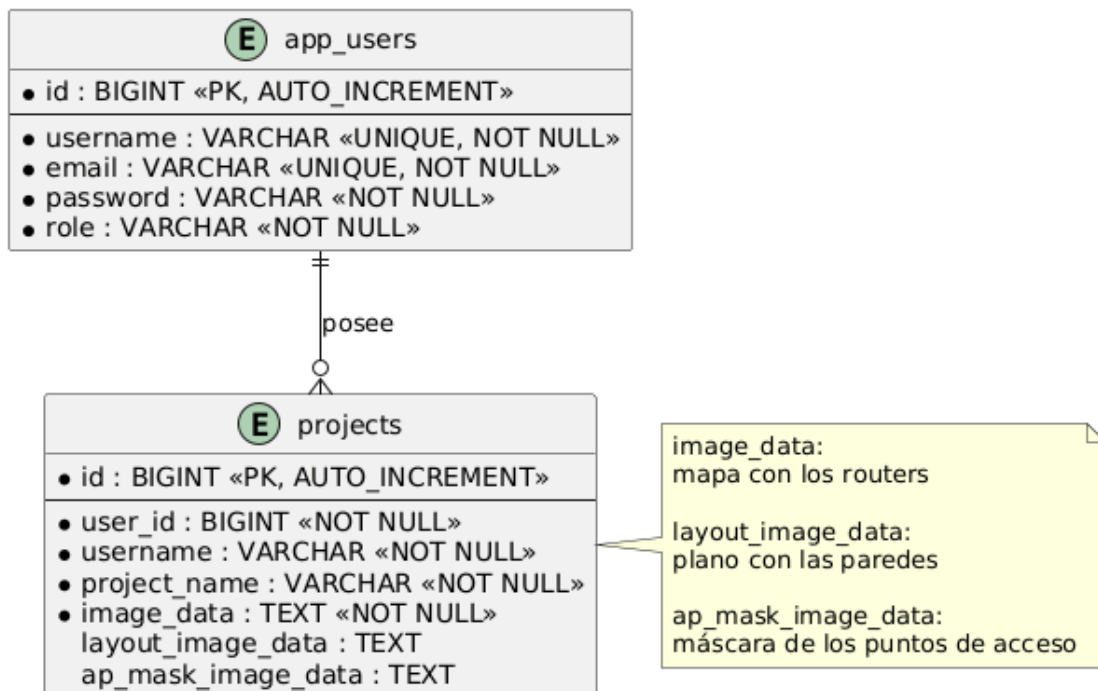 E app_users
id : BIGINT «PK, AUTO_INCREMENT»
username : VARCHAR «UNIQUE, NOT NULL»
email : VARCHAR «UNIQUE, NOT NULL»
password : VARCHAR «NOT NULL»
role : VARCHAR «NOT NULL»
posee
E projects
id : BIGINT «PK, AUTO_INCREMENT»
user_id : BIGINT «NOT NULL»
username : VARCHAR «NOT NULL»
project_name : VARCHAR «NOT NULL»
image_data : TEXT «NOT NULL»
layout_image_data : TEXT
ap_mask_image_data : TEXT
image_data:
mapa con los routers
layout_image_data:
plano con las paredes
ap_mask_image_data:
máscara de los puntos de acceso